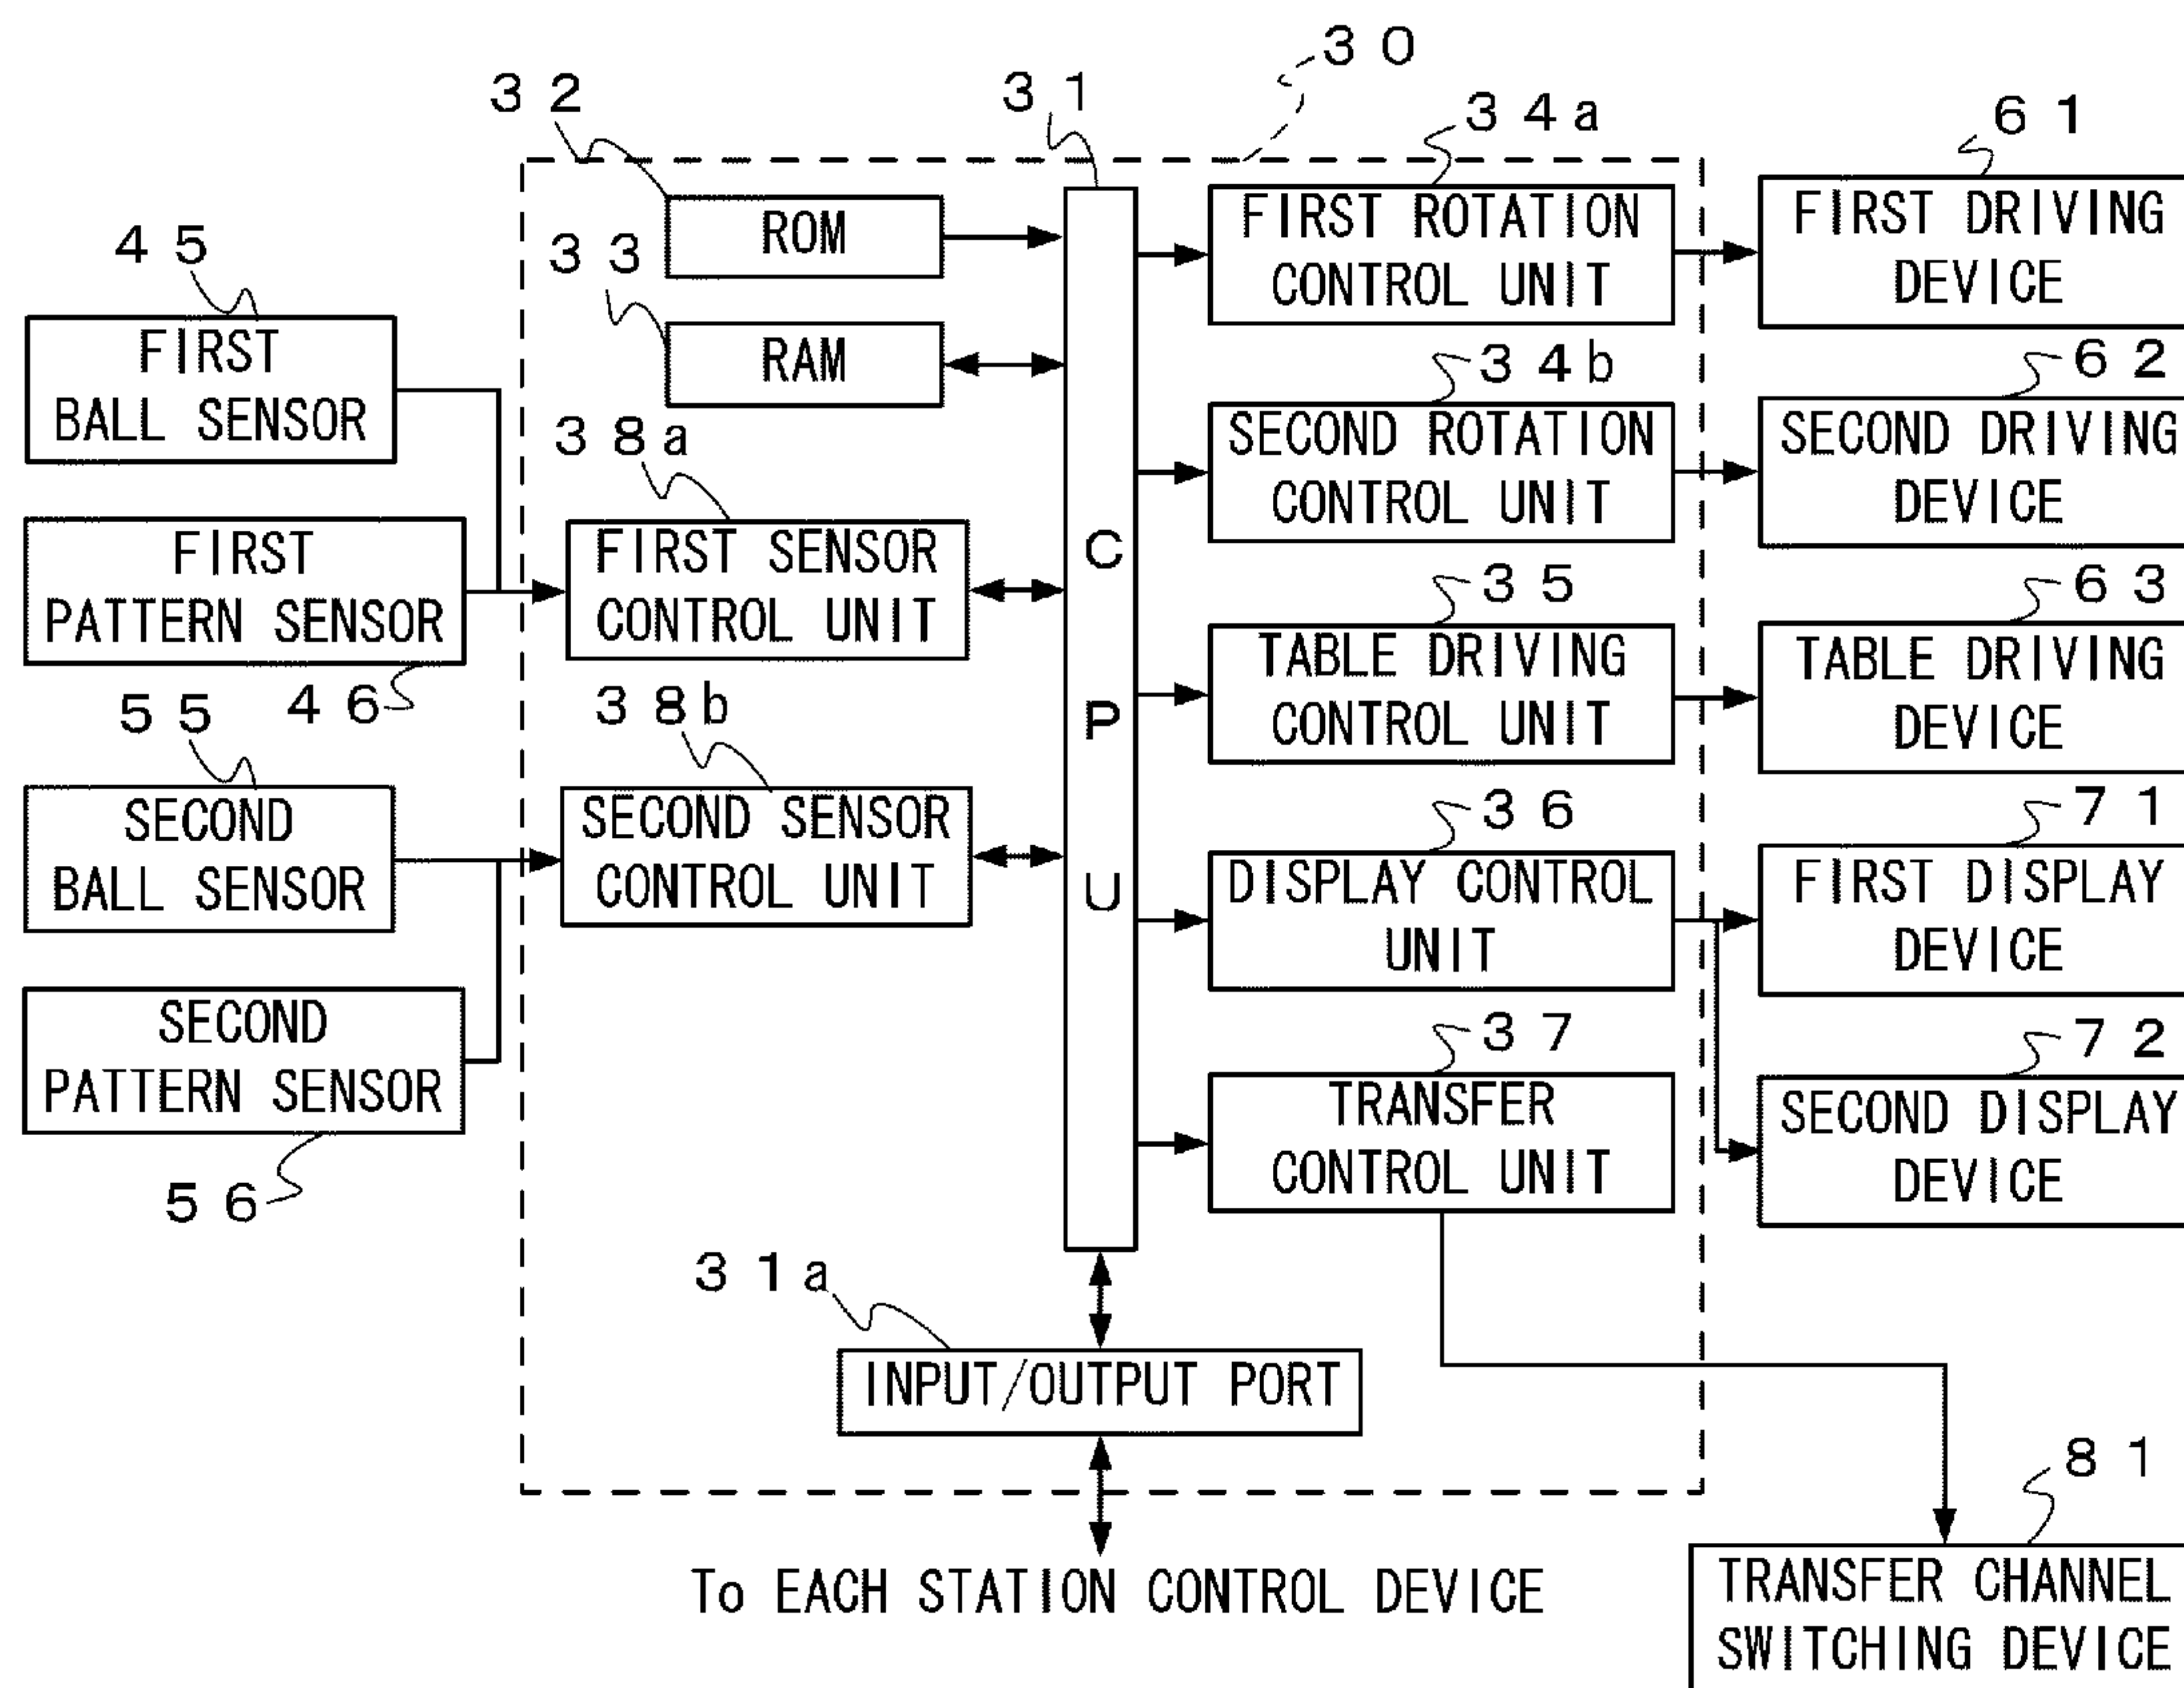 30
32
31
34a
61
ROM
FIRST ROTATION
CONTROL UNIT
FIRST DRIVING
DEVICE
45
33
FIRST
BALL SENSOR
RAM
34b
62
38a
SECOND ROTATION
CONTROL UNIT
SECOND DRIVING
DEVICE
FIRST
PATTERN SENSOR
46
FIRST SENSOR
CONTROL UNIT
CPU
35
63
TABLE DRIVING
CONTROL UNIT
TABLE DRIVING
DEVICE
55
38b
SECOND
BALL SENSOR
SECOND SENSOR
CONTROL UNIT
36
71
DISPLAY CONTROL
UNIT
FIRST DISPLAY
DEVICE
SECOND
PATTERN SENSOR
56
37
72
TRANSFER
CONTROL UNIT
SECOND DISPLAY
DEVICE
31a
INPUT/OUTPUT PORT
81
To EACH STATION CONTROL DEVICE
TRANSFER CHANNEL
SWITCHING DEVICE